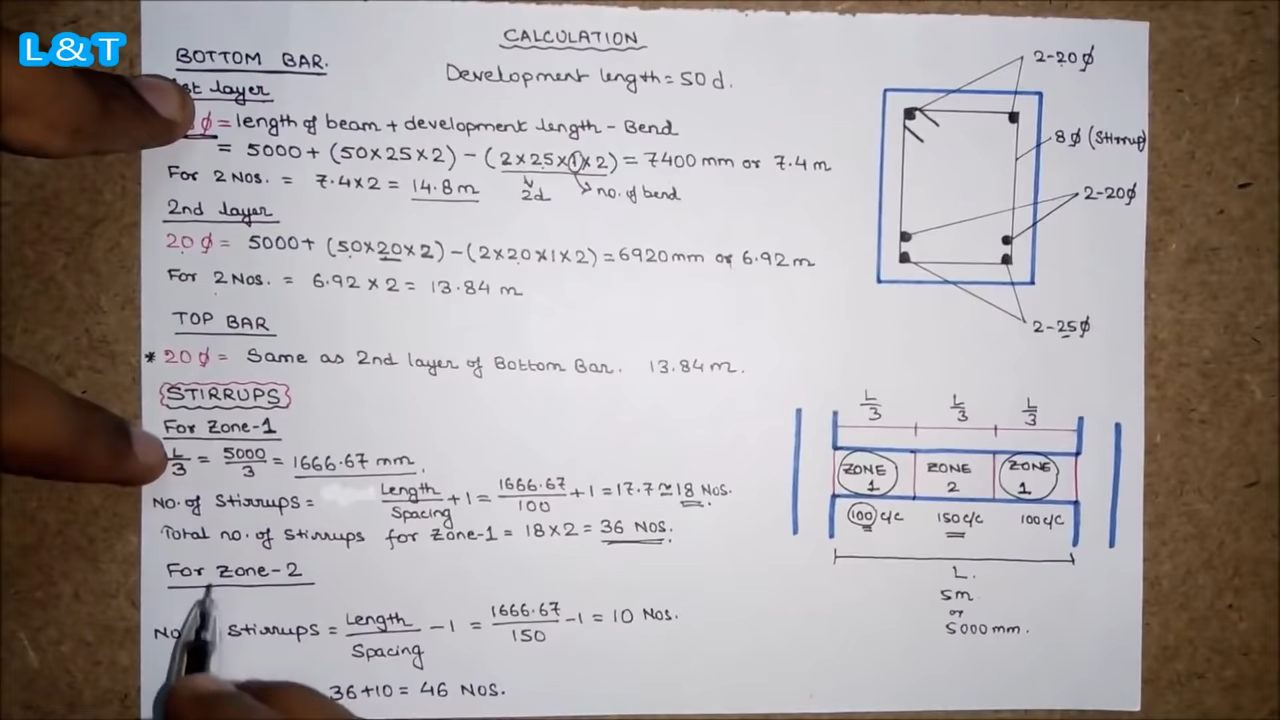 L&T
CALCULATION
BOTTOM BAR.
Development length = 50d.
1st layer
ϕ = length of beam + development length - Bend
= 5000 + (50×25×2) - (2×25×1×2) = 7400 mm or 7.4 m
2d
no. of bend
For 2 Nos. = 7.4×2 = 14.8 m
2nd layer
20 ϕ = 5000+ (50×20×2) - (2×20×1×2) = 6920mm or 6.92 m
For 2 Nos. = 6.92 × 2 = 13.84 m
TOP BAR
* 20 ϕ = Same as 2nd layer of Bottom Bar. 13.84 m.
STIRRUPS
For Zone-1
L/3 = 5000/3 = 1666.67 mm.
No. of Stirrups = Length/Spacing + 1 = 1666.67/100 + 1 = 17.7 ≅ 18 Nos.
Total no. of Stirrups for Zone-1 = 18×2 = 36 Nos.
For Zone-2
Stirrups = Length/Spacing - 1 = 1666.67/150 - 1 = 10 Nos.
36+10 = 46 Nos.
2-20ϕ
8ϕ (Stirrup)
2-20ϕ
2-25ϕ
L/3 L/3 L/3
ZONE 1 ZONE 2 ZONE 1
100 c/c 150 c/c 100 c/c
L.
5m
or
5000 mm.